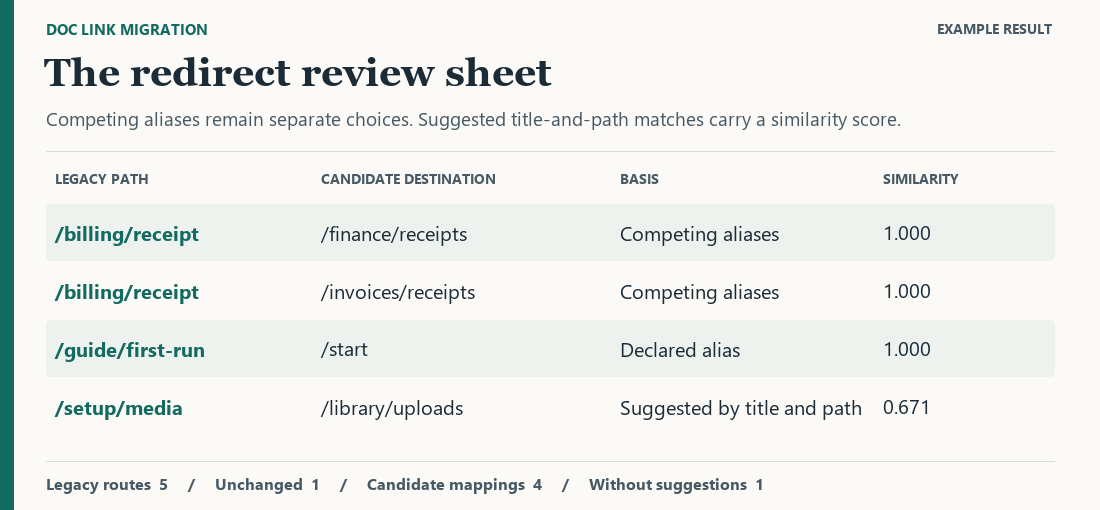 DOC LINK MIGRATION EXAMPLE RESULT
The redirect review sheet
Competing aliases remain separate choices. Suggested title-and-path matches carry a similarity score.
LEGACY PATH CANDIDATE DESTINATION BASIS SIMILARITY
/billing/receipt /finance/receipts Competing aliases 1.000
/billing/receipt /invoices/receipts Competing aliases 1.000
/guide/first-run /start Declared alias 1.000
/setup/media /library/uploads Suggested by title and path 0.671
Legacy routes 5 / Unchanged 1 / Candidate mappings 4 / Without suggestions 1